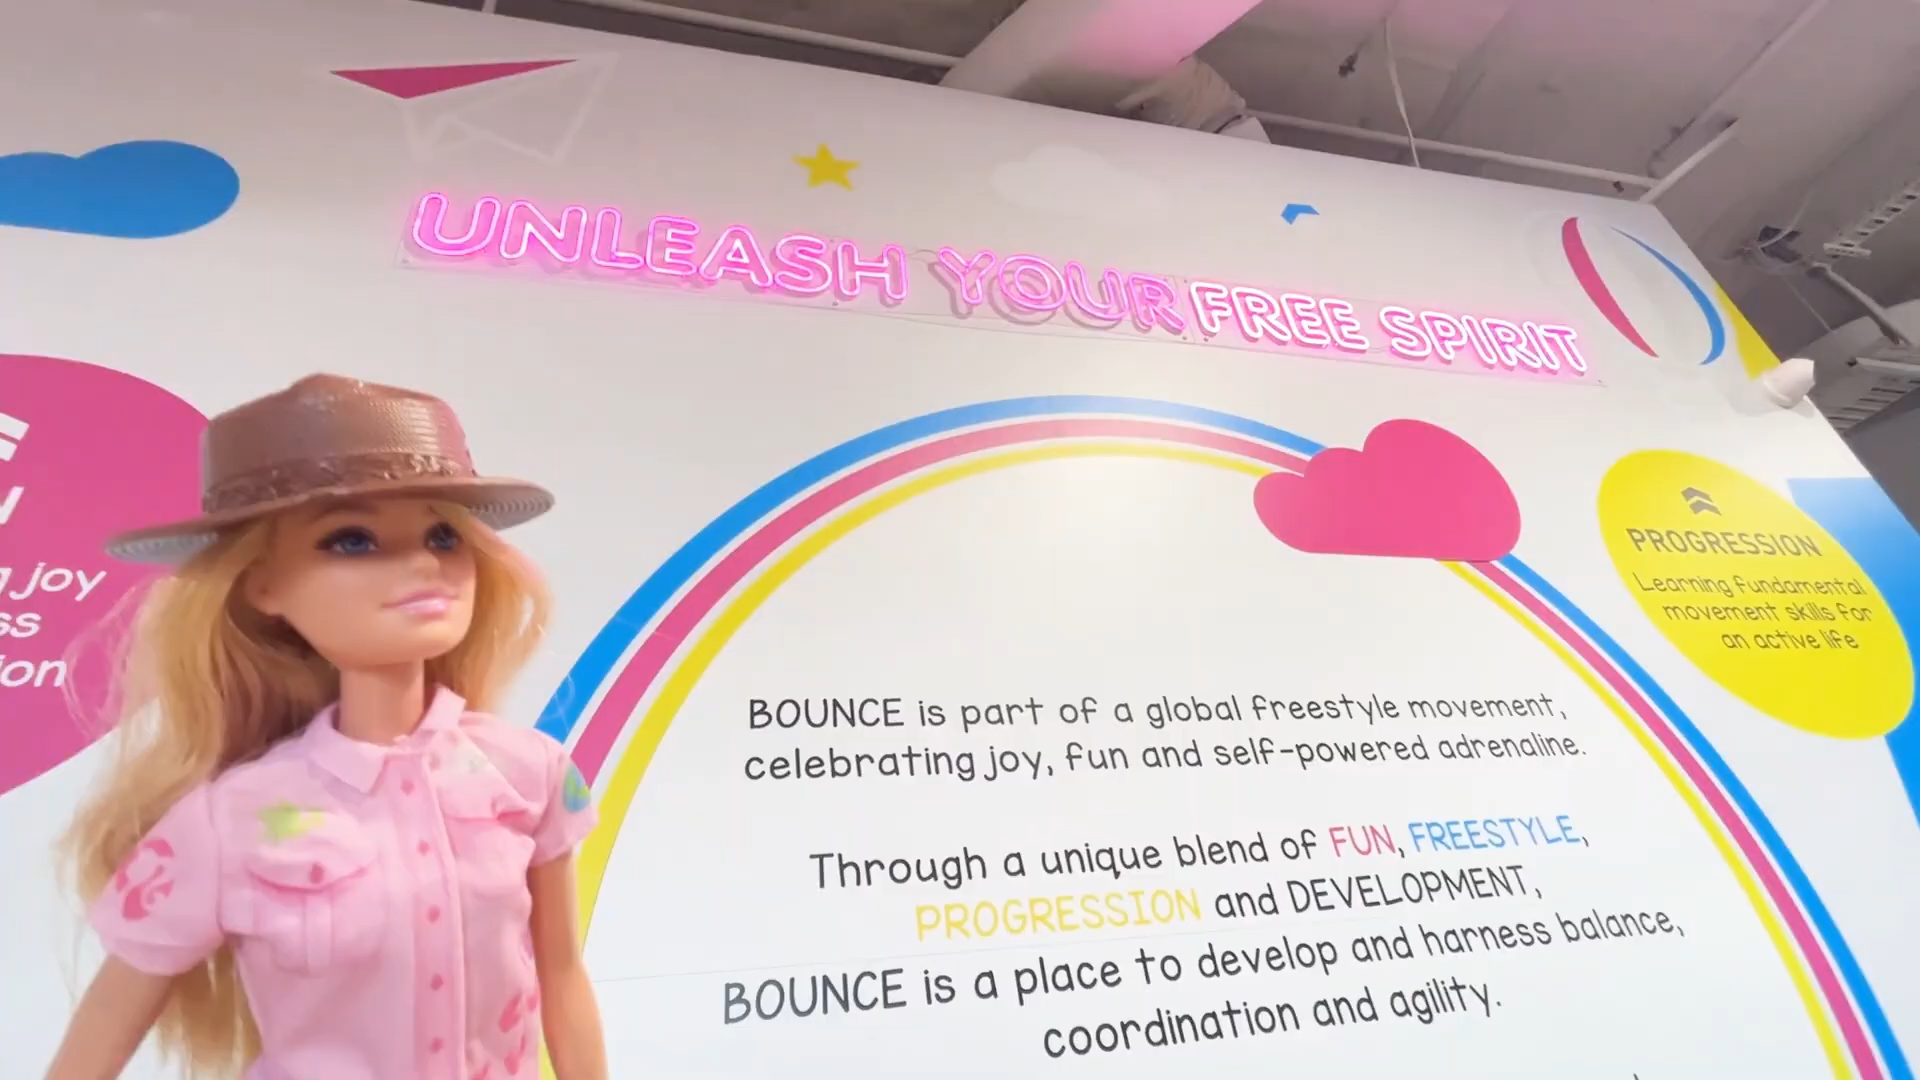 UNLEASH YOUR FREE SPIRIT
joy
ss
ion
PROGRESSION
Learning fundamental
movement skills for
an active life
BOUNCE is part of a global freestyle movement,
celebrating joy, fun and self-powered adrenaline.
Through a unique blend of FUN, FREESTYLE,
PROGRESSION and DEVELOPMENT,
BOUNCE is a place to develop and harness balance,
coordination and agility.